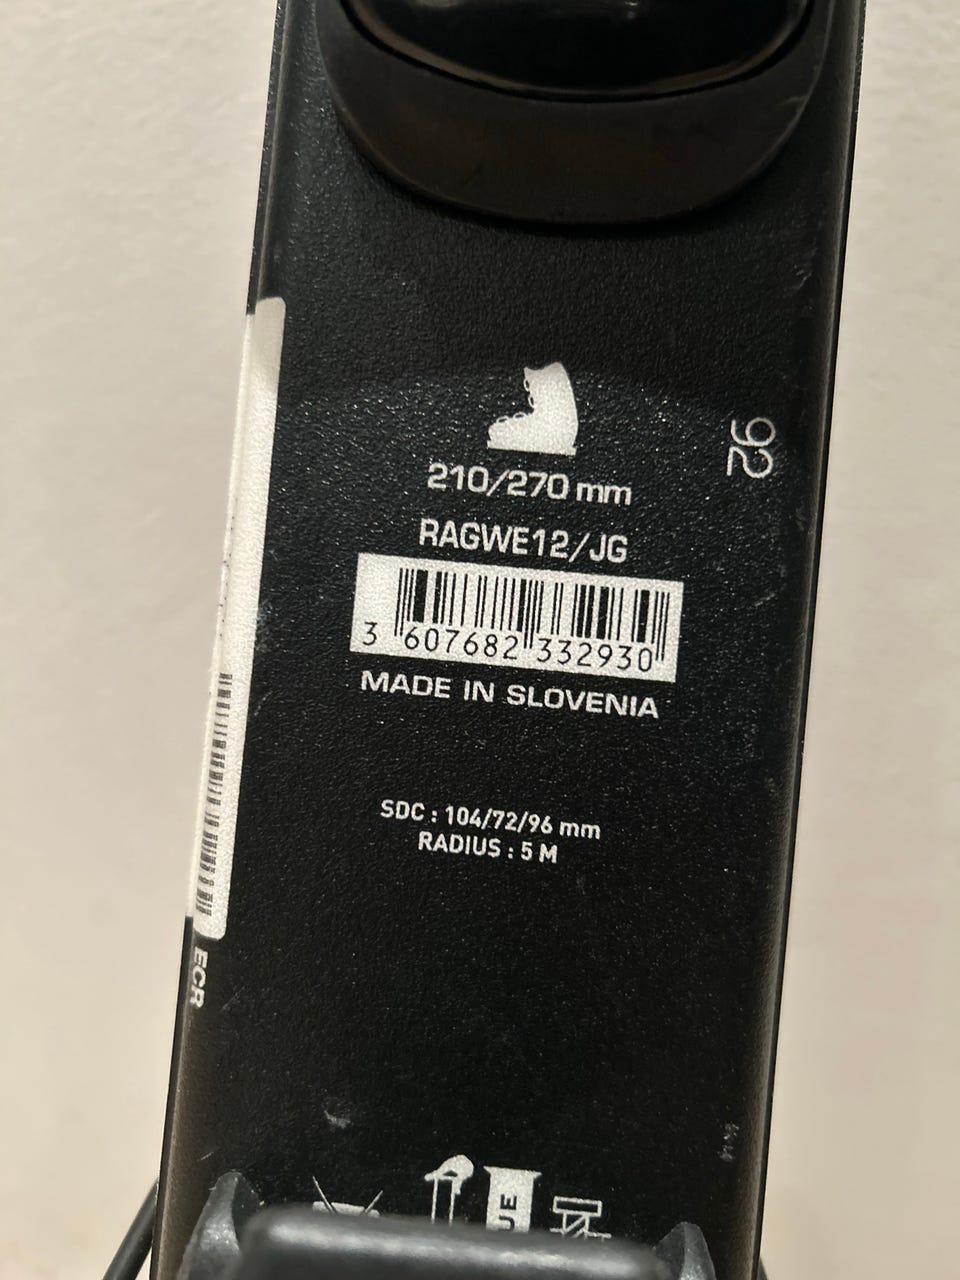 92
210/270 mm
RAGWE12/JG
3 607682 332930
MADE IN SLOVENIA
SDC : 104/72/96 mm
RADIUS : 5 M
ECR
UE